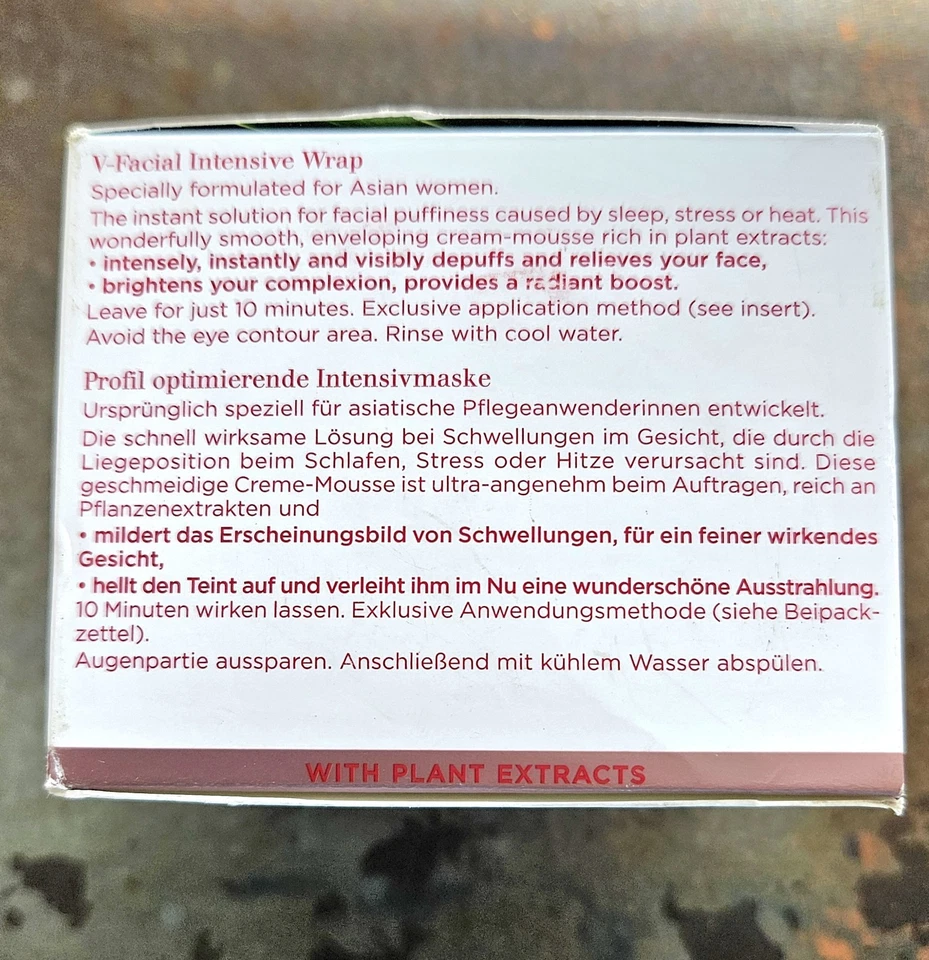 V-Facial Intensive Wrap
Specially formulated for Asian women.
The instant solution for facial puffiness caused by sleep, stress or heat. This
wonderfully smooth, enveloping cream-mousse rich in plant extracts:
• intensely, instantly and visibly depuffs and relieves your face,
• brightens your complexion, provides a radiant boost.
Leave for just 10 minutes. Exclusive application method (see insert).
Avoid the eye contour area. Rinse with cool water.
Profil optimierende Intensivmaske
Ursprünglich speziell für asiatische Pflegeanwenderinnen entwickelt.
Die schnell wirksame Lösung bei Schwellungen im Gesicht, die durch die
Liegeposition beim Schlafen, Stress oder Hitze verursacht sind. Diese
geschmeidige Creme-Mousse ist ultra-angenehm beim Auftragen, reich an
Pflanzenextrakten und
• mildert das Erscheinungsbild von Schwellungen, für ein feiner wirkendes
Gesicht,
• hellt den Teint auf und verleiht ihm im Nu eine wunderschöne Ausstrahlung.
10 Minuten wirken lassen. Exklusive Anwendungsmethode (siehe Beipack-
zettel).
Augenpartie aussparen. Anschließend mit kühlem Wasser abspülen.
WITH PLANT EXTRACTS